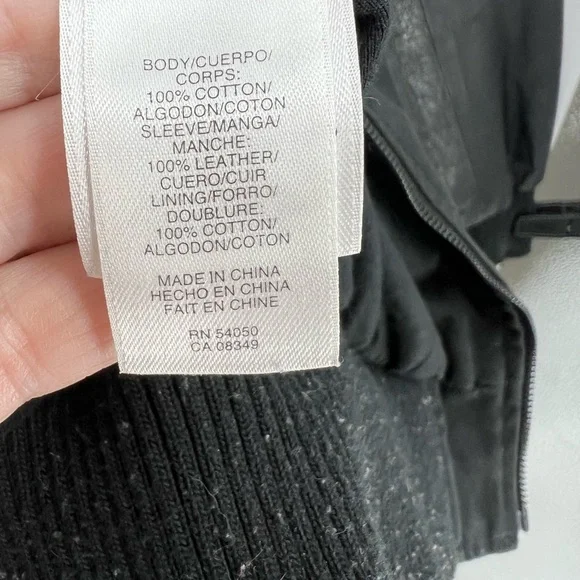 BODY/CUERPO/
CORPS:
100% COTTON/
ALGODON/COTON
SLEEVE/MANGA/
MANCHE:
100% LEATHER/
CUERO/CUIR
LINING/FORRO/
DOUBLURE:
100% COTTON/
ALGODON/COTON
MADE IN CHINA
HECHO EN CHINA
FAIT EN CHINE
RN 54050
CA 08349